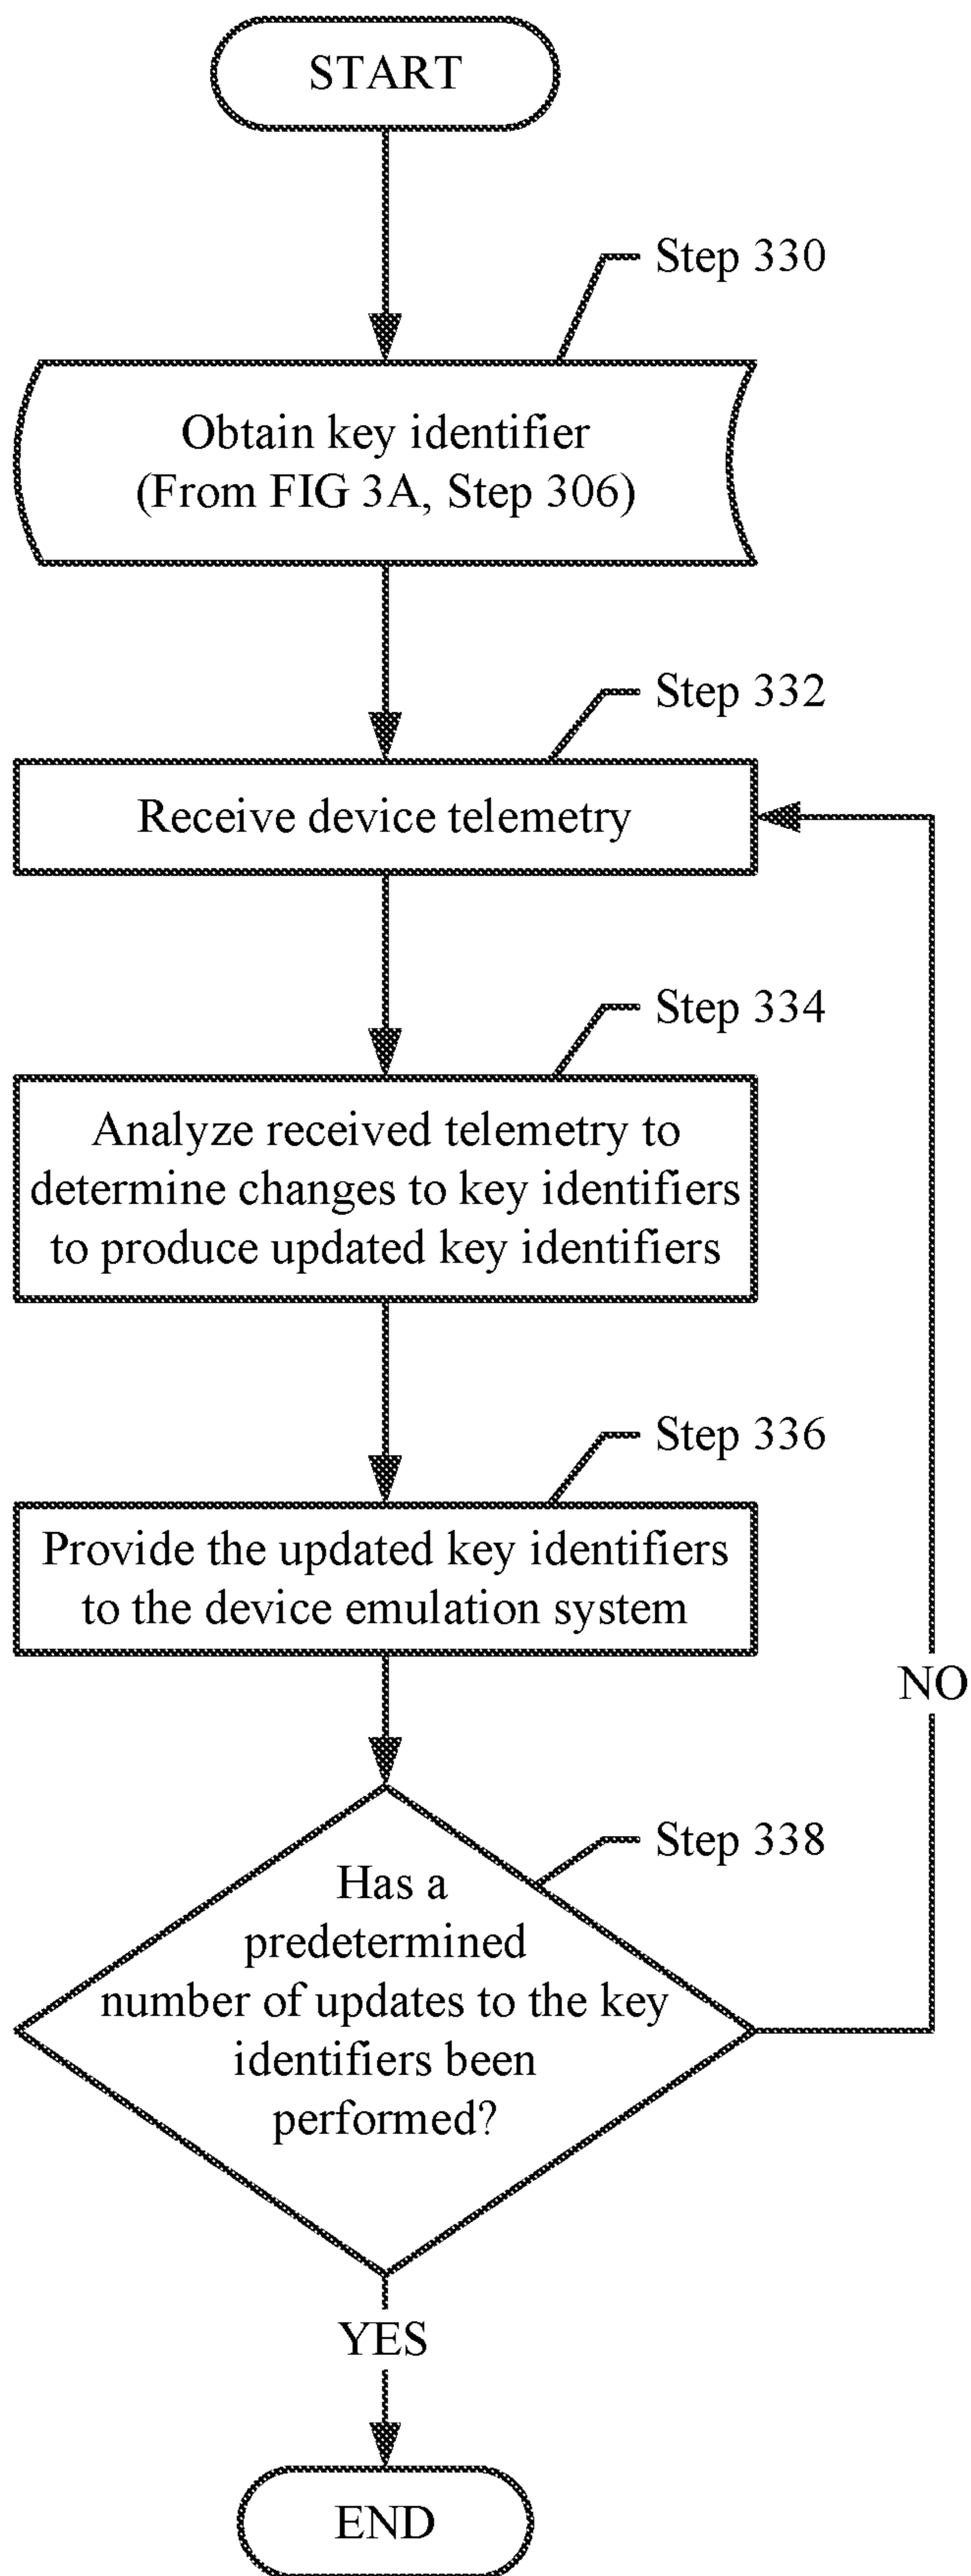 START
Step 330
Obtain key identifier
(From FIG 3A, Step 306)
Step 332
Receive device telemetry
Step 334
Analyze received telemetry to
determine changes to key identifiers
to produce updated key identifiers
Step 336
Provide the updated key identifiers
to the device emulation system
NO
Step 338
Has a
predetermined
number of updates to the key
identifiers been
performed?
YES
END